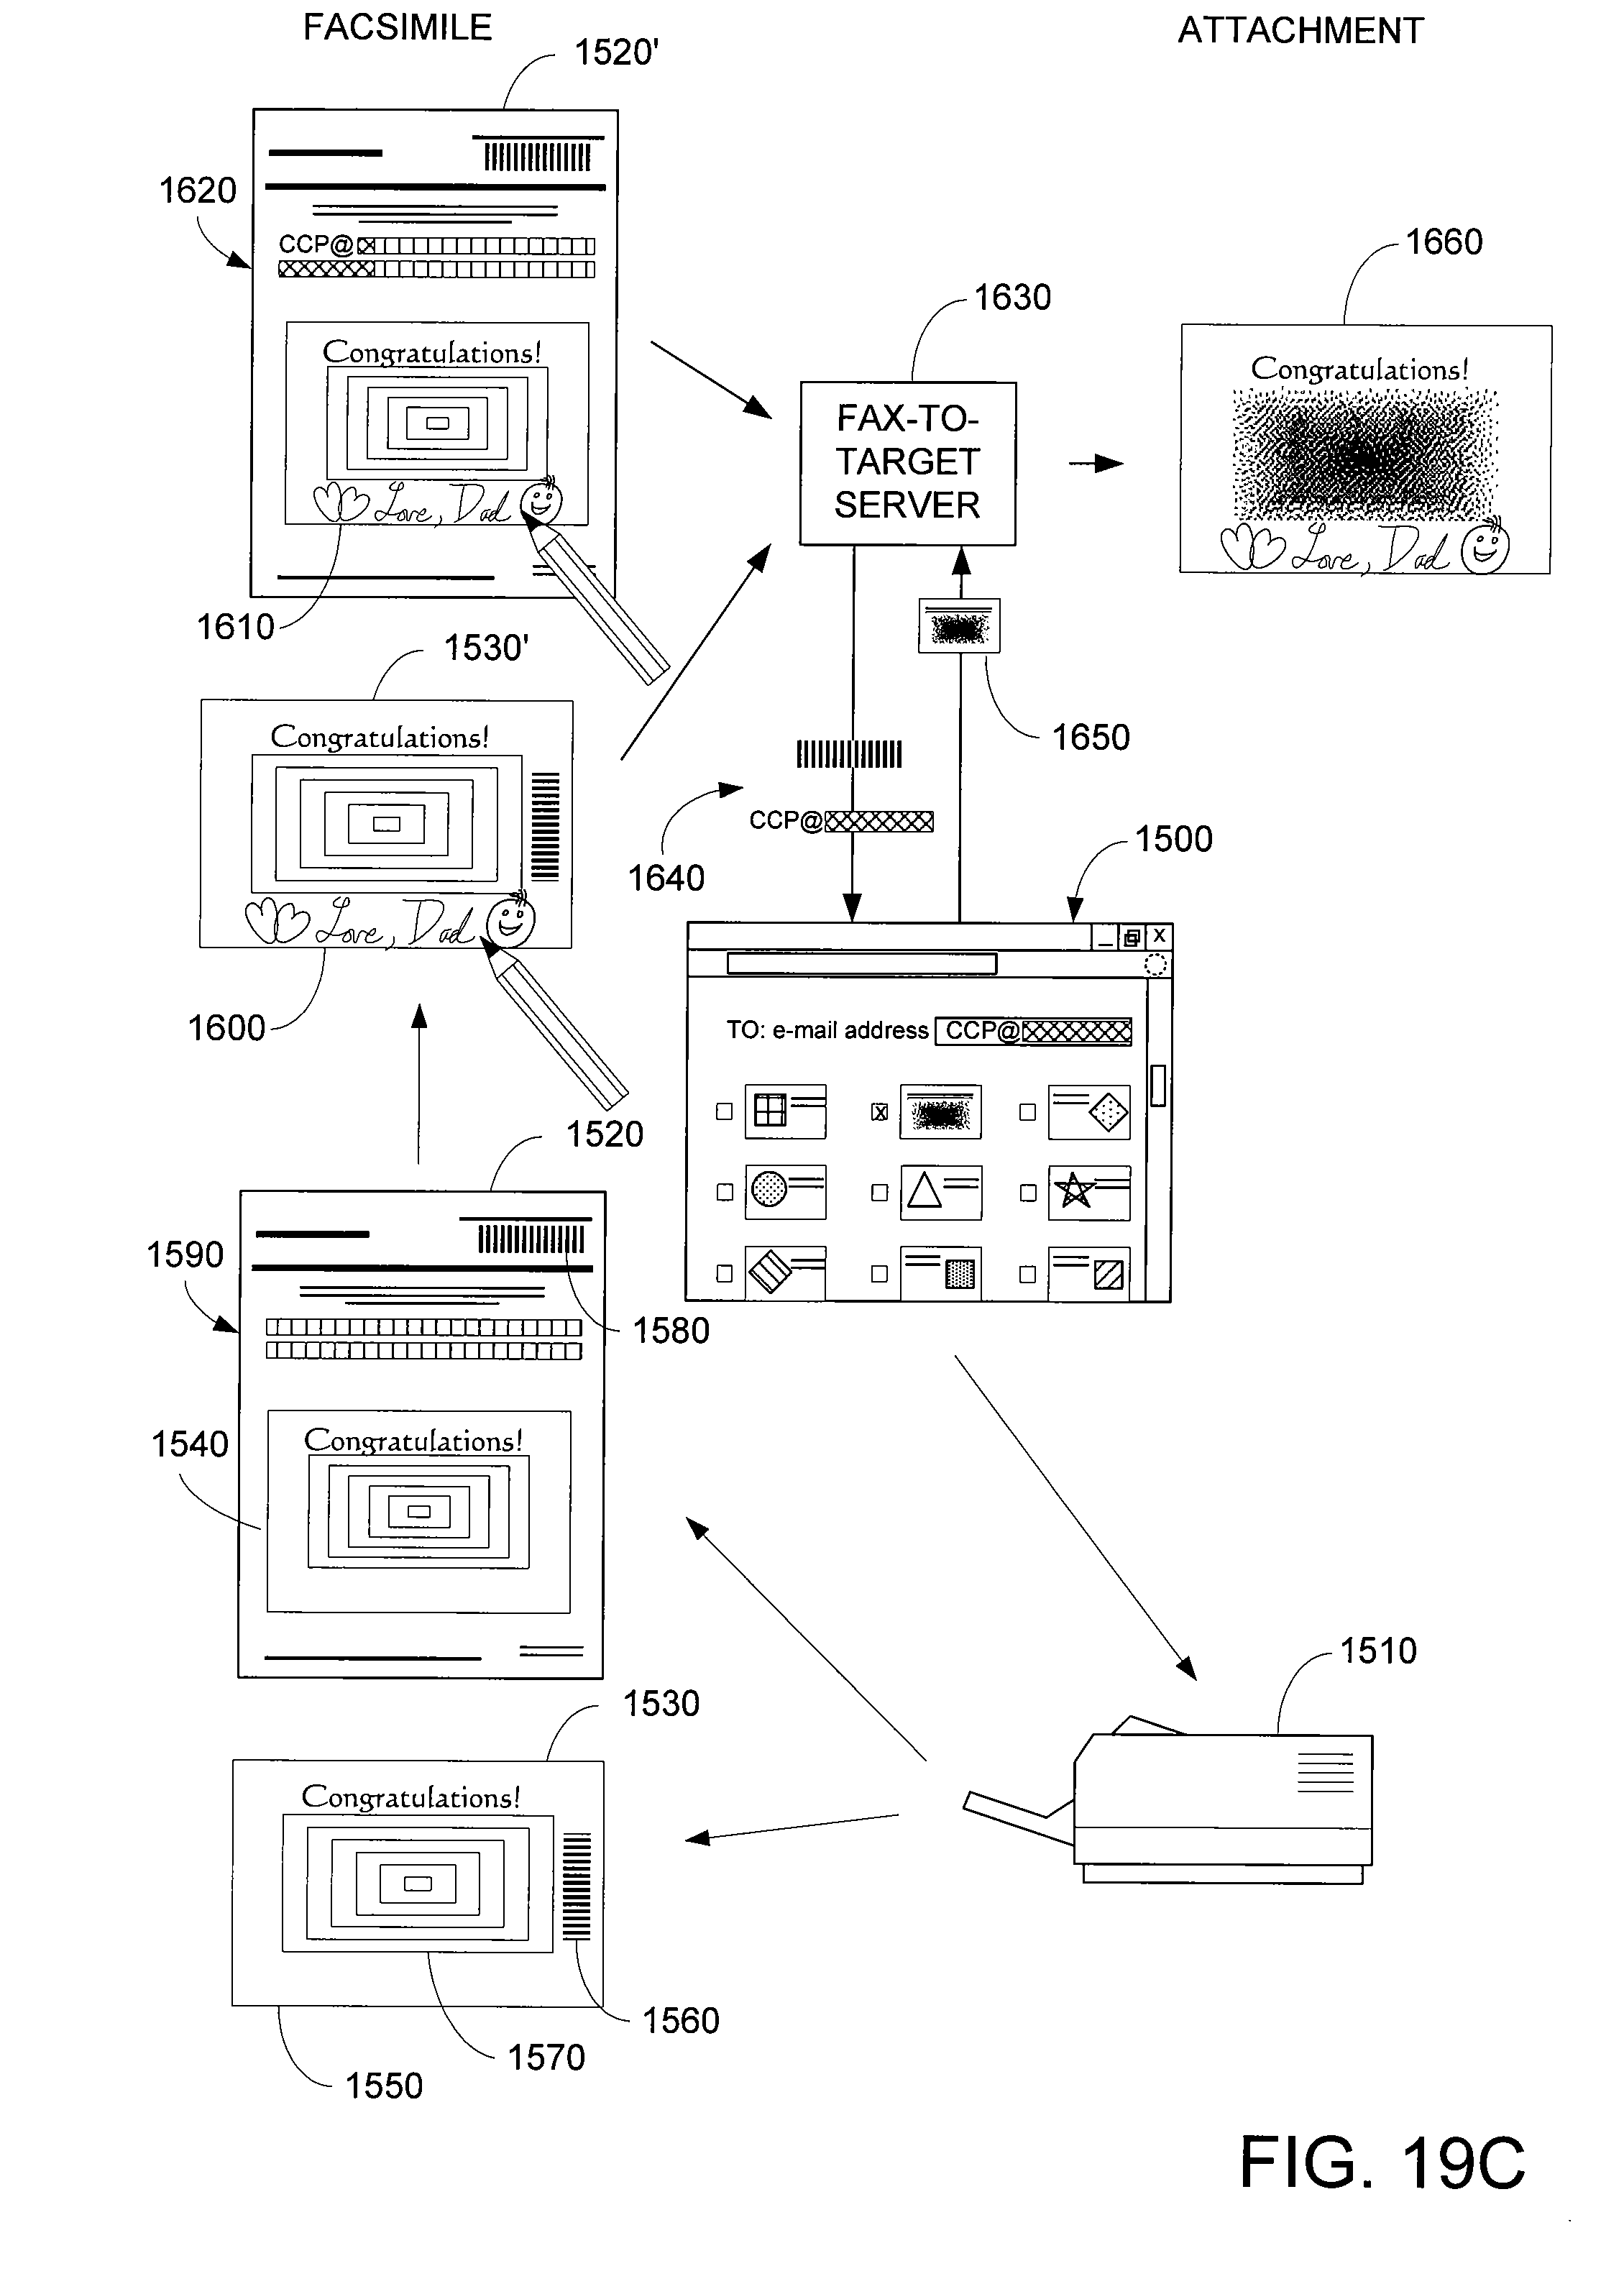 FACSIMILE
ATTACHMENT
1520'
1620
CCP@
1660
1630
Congratulations!
Congratulations!
FAX-TO-
TARGET
SERVER
Love, Dad
Love, Dad
1610
1530'
1650
Congratulations!
CCP@
1640
1500
Love, Dad
X
1600
TO: e-mail address CCP@
X
1520
1590
1580
1540
Congratulations!
1510
1530
Congratulations!
1560
1570
1550
FIG. 19C